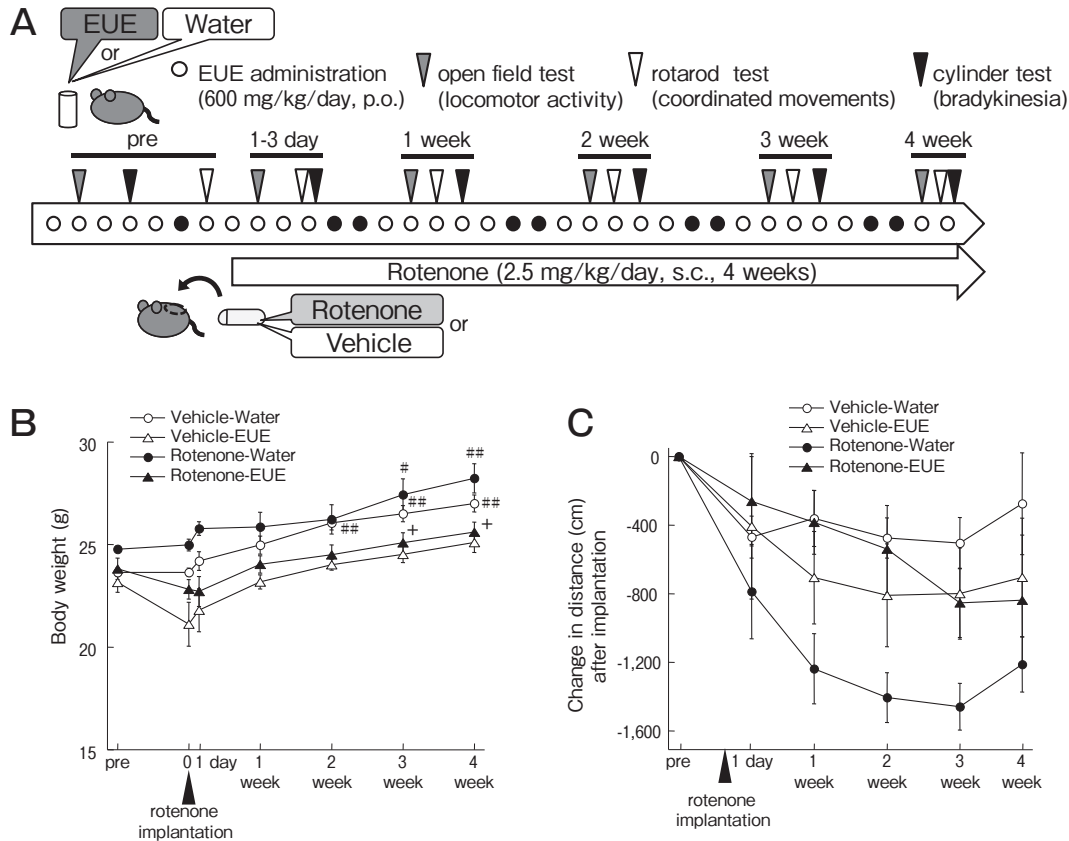 A
EUE
or
Water
EUE administration
(600 mg/kg/day, p.o.)
open field test
(locomotor activity)
rotarod test
(coordinated movements)
cylinder test
(bradykinesia)
pre
1-3 day
1 week
2 week
3 week
4 week
Rotenone (2.5 mg/kg/day, s.c., 4 weeks)
Rotenone
or
Vehicle
B
Vehicle-Water
Vehicle-EUE
Rotenone-Water
Rotenone-EUE
Body weight (g)
30
25
20
15
#
##
##
##
##
+
+
pre
0 1 day
1 week
2 week
3 week
4 week
rotenone
implantation
C
Vehicle-Water
Vehicle-EUE
Rotenone-Water
Rotenone-EUE
Change in distance (cm)
after implantation
0
-400
-800
-1,200
-1,600
pre
1 day
1 week
2 week
3 week
4 week
rotenone
implantation